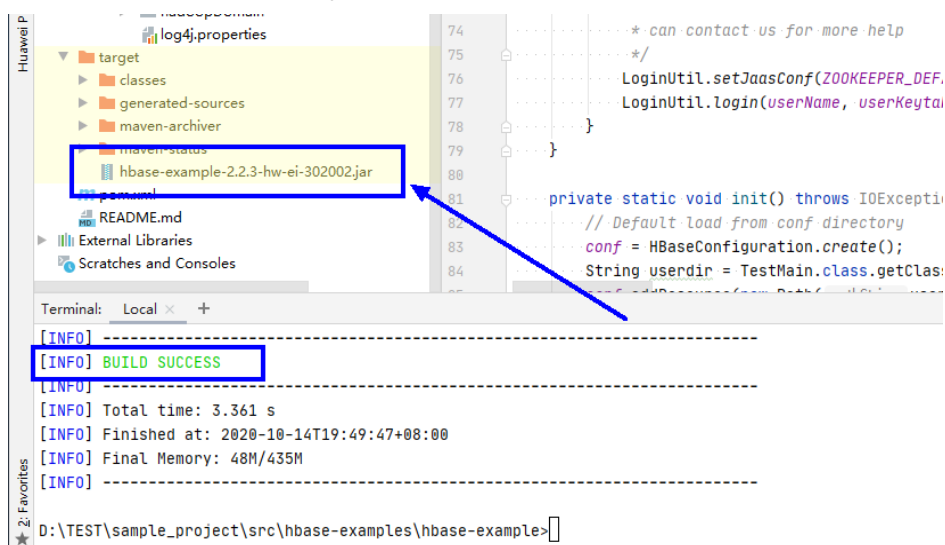 Huawei P
log4j.properties
target
classes
generated-sources
maven-archiver
maven-status
hbase-example-2.2.3-hw-ei-302002.jar
pom.xml
README.md
External Libraries
Scratches and Consoles
74 * can contact us for more help
75 */
76 LoginUtil.setJaasConf(ZOOKEEPER_DEF
77 LoginUtil.login(userName, userKeyta
78 }
79 }
80
81 private static void init() throws IOExcepti
82 // Default load from conf directory
83 conf = HBaseConfiguration.create();
84 String userdir = TestMain.class.getClas
Terminal: Local × +
[INFO] ------------------------------------------------------------------------
[INFO] BUILD SUCCESS
[INFO] ------------------------------------------------------------------------
[INFO] Total time: 3.361 s
[INFO] Finished at: 2020-10-14T19:49:47+08:00
[INFO] Final Memory: 48M/435M
[INFO] ------------------------------------------------------------------------
2: Favorites
D:\TEST\sample_project\src\hbase-examples\hbase-example>